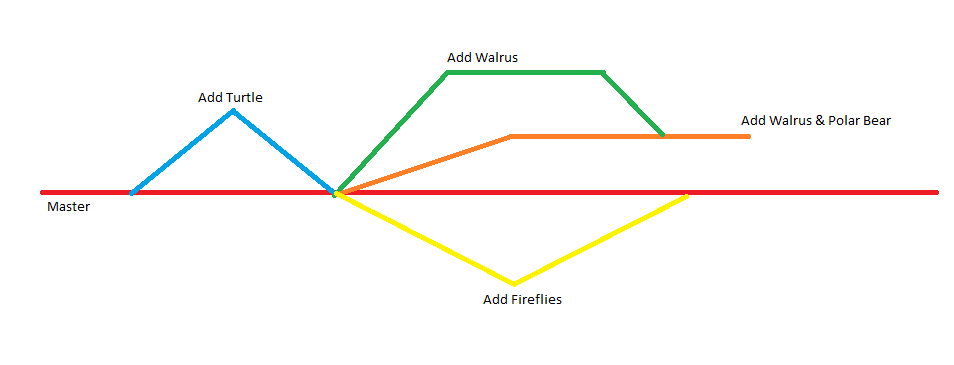 Add Walrus
Add Turtle
Add Walrus & Polar Bear
Master
Add Fireflies